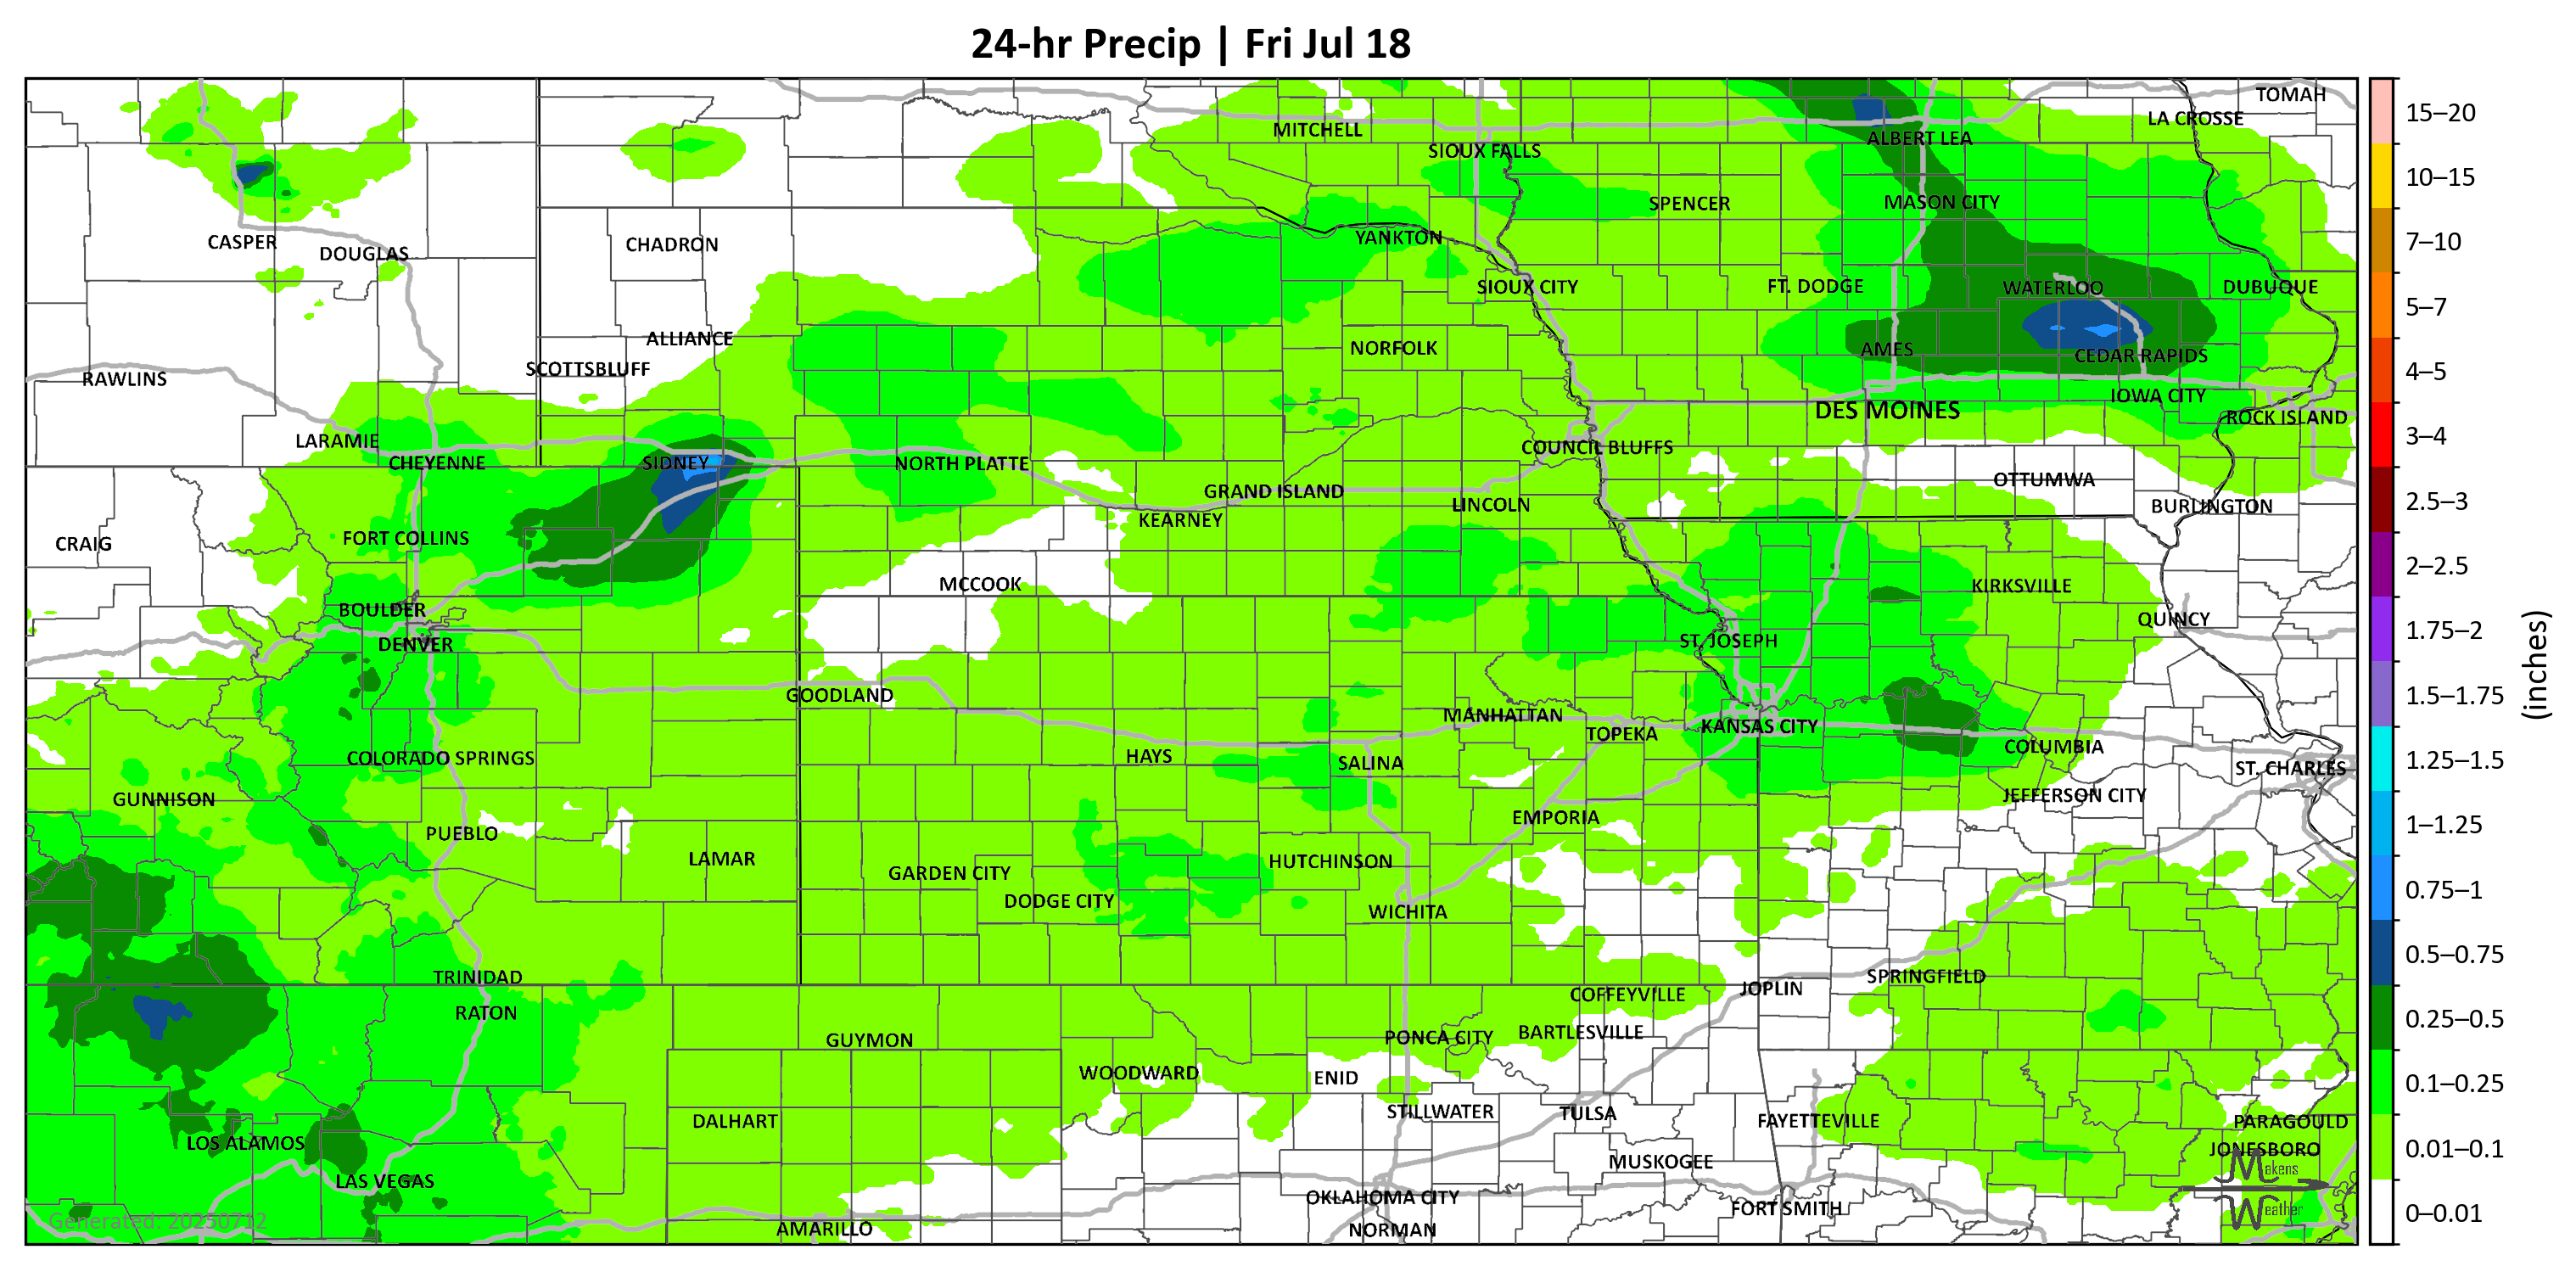 24-hr Precip | Fri Jul 18
TOMAH
LA CROSSE
MITCHELL
ALBERT LEA
SIOUX FALLS
SPENCER
MASON CITY
CASPER
DOUGLAS
CHADRON
YANKTON
SIOUX CITY
FT. DODGE
WATERLOO
DUBUQUE
ALLIANCE
NORFOLK
AMES
CEDAR RAPIDS
SCOTTSBLUFF
RAWLINS
IOWA CITY
DES MOINES
ROCK ISLAND
LARAMIE
COUNCIL BLUFFS
CHEYENNE
SIDNEY
NORTH PLATTE
OTTUMWA
GRAND ISLAND
LINCOLN
BURLINGTON
KEARNEY
CRAIG
FORT COLLINS
MCCOOK
KIRKSVILLE
BOULDER
QUINCY
DENVER
ST. JOSEPH
GOODLAND
MANHATTAN
TOPEKA
KANSAS CITY
COLUMBIA
COLORADO SPRINGS
HAYS
SALINA
ST. CHARLES
GUNNISON
JEFFERSON CITY
EMPORIA
PUEBLO
LAMAR
HUTCHINSON
GARDEN CITY
DODGE CITY
WICHITA
TRINIDAD
SPRINGFIELD
JOPLIN
COFFEYVILLE
RATON
GUYMON
PONCA CITY
BARTLESVILLE
WOODWARD
ENID
STILLWATER
TULSA
DALHART
FAYETTEVILLE
PARAGOULD
LOS ALAMOS
JONESBORO
MUSKOGEE
LAS VEGAS
OKLAHOMA CITY
FORT SMITH
AMARILLO
NORMAN
Generated: 20250712
Makens
Weather
15–20
10–15
7–10
5–7
4–5
3–4
2.5–3
2–2.5
1.75–2
1.5–1.75
1.25–1.5
1–1.25
0.75–1
0.5–0.75
0.25–0.5
0.1–0.25
0.01–0.1
0–0.01
(inches)